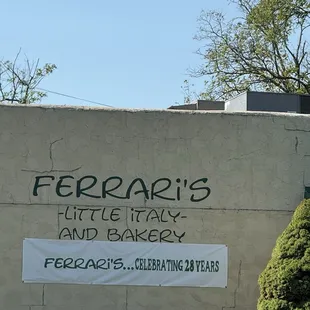 FERRARi'S
-LiTTLE iTALY-
AND BAKERY
FERRARi'S...CELEBRATING 28 YEARS